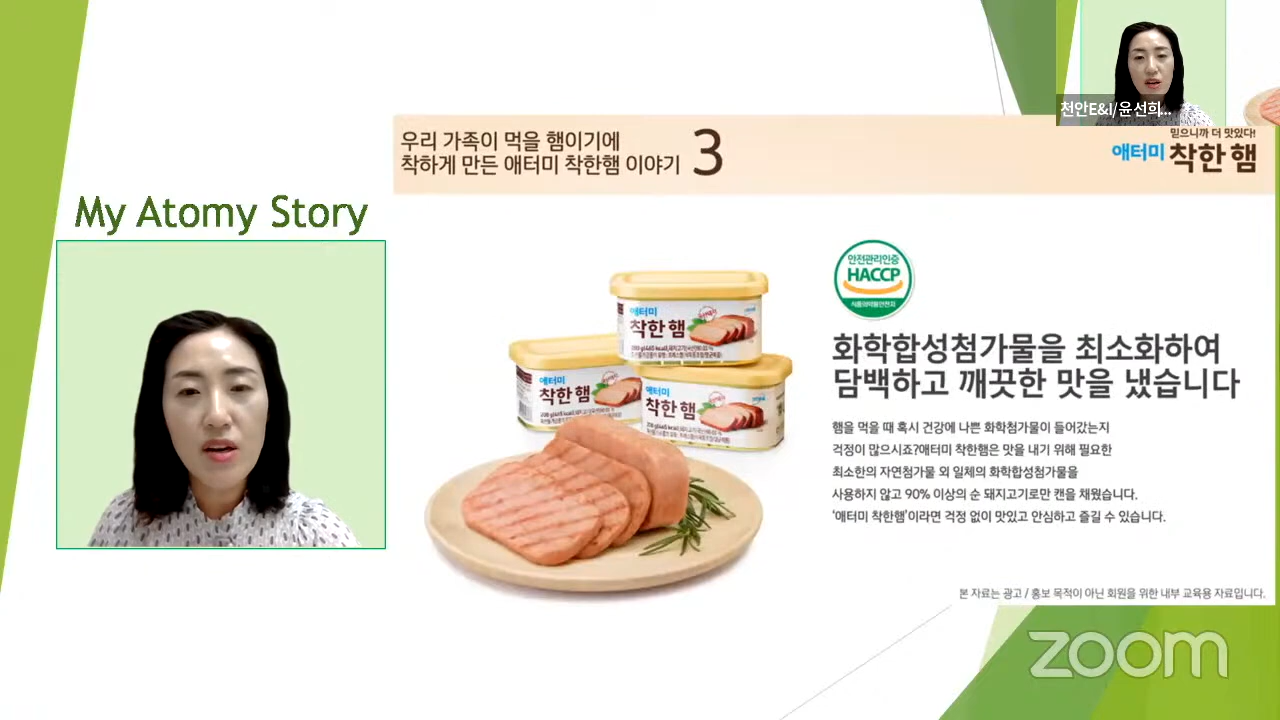 천안E&I/윤선희...
우리 가족이 먹을 햄이기에
착하게 만든 애터미 착한햄 이야기 3
믿으니까 더 맛있다!
애터미 착한 햄
My Atomy Story
안전관리인증
HACCP
식품의약품안전처
애터미
착한 햄
애터미
착한 햄
애터미
착한 햄
화학합성첨가물을 최소화하여
담백하고 깨끗한 맛을 냈습니다
햄을 먹을 때 혹시 건강에 나쁜 화학첨가물이 들어갔는지
걱정이 많으시죠?애터미 착한햄은 맛을 내기 위해 필요한
최소한의 자연첨가물 외 일체의 화학합성첨가물을
사용하지 않고 90% 이상의 순 돼지고기로만 캔을 채웠습니다.
‘애터미 착한햄’이라면 걱정 없이 맛있고 안심하고 즐길 수 있습니다.
본 자료는 광고 / 홍보 목적이 아닌 회원을 위한 내부 교육용 자료입니다.
zoom